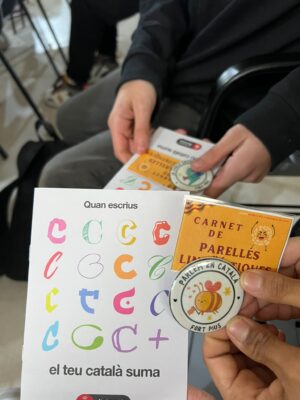 Quan escrius
C C C C
C C C C
C C C C
C C C +
el teu català suma
CARNET
DE
PARELLES
PARLEM EN CATALÀ
FORT PIUS